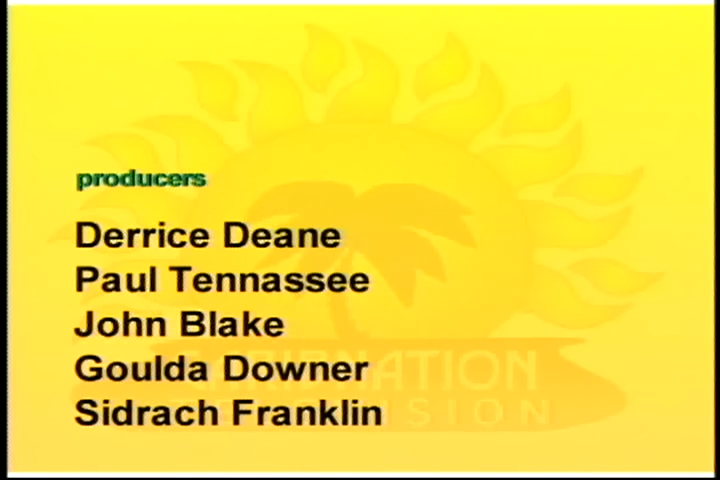 producers
Derrice Deane
Paul Tennassee
John Blake
Goulda Downer
Sidrach Franklin